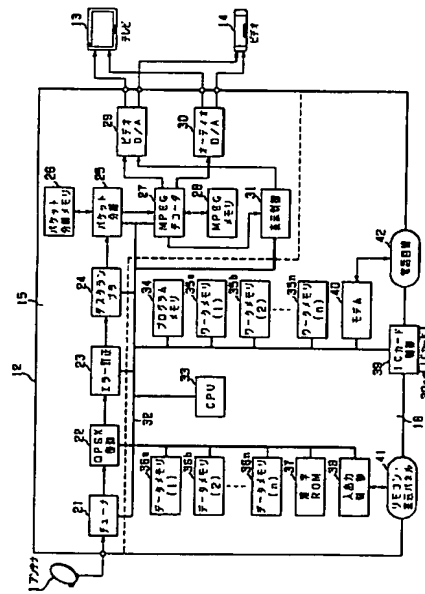 12
15
13
テレビ
14
ビデオ
アンテナ
21
チューナ
22
QPSK
復調
23
エラー訂正
24
デスクランブラ
25
パケット
分離
26
パケット
分離メモリ
27
MPEG
デコーダ
28
MPEG
メモリ
29
ビデオ
D/A
30
オーディオ
D/A
31
表示制御
32
33
CPU
34
プログラム
メモリ
35a
ワークメモリ
(1)
35b
ワークメモリ
(2)
35n
ワークメモリ
(n)
36a
データメモリ
(1)
36b
データメモリ
(2)
36n
データメモリ
(n)
37
文字
ROM
38
入出力
制御
39
ICカード
制御
40
モデム
41
リモコン・
表示パネル
42
電話回線
16